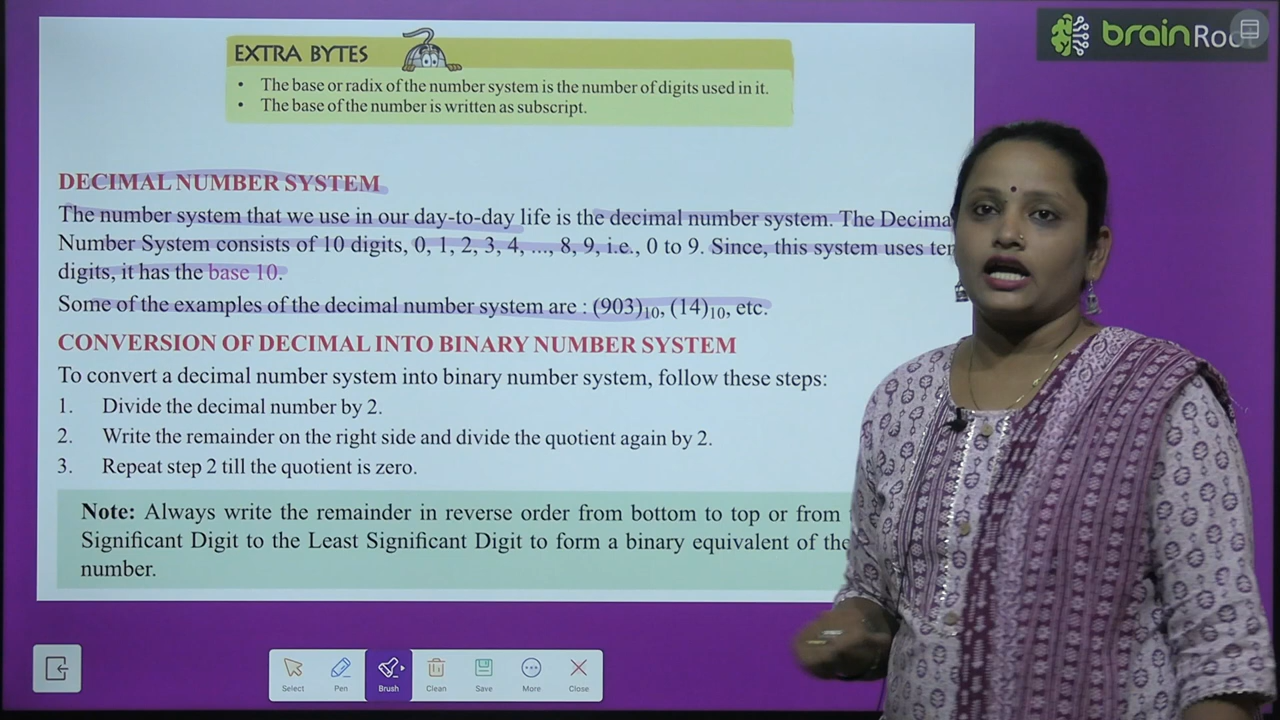 brainRoo
EXTRA BYTES
• The base or radix of the number system is the number of digits used in it.
• The base of the number is written as subscript.
DECIMAL NUMBER SYSTEM
The number system that we use in our day-to-day life is the decimal number system. The Decima
Number System consists of 10 digits, 0, 1, 2, 3, 4, ..., 8, 9, i.e., 0 to 9. Since, this system uses ten
digits, it has the base 10.
Some of the examples of the decimal number system are : (903)₁₀, (14)₁₀, etc.
CONVERSION OF DECIMAL INTO BINARY NUMBER SYSTEM
To convert a decimal number system into binary number system, follow these steps:
1. Divide the decimal number by 2.
2. Write the remainder on the right side and divide the quotient again by 2.
3. Repeat step 2 till the quotient is zero.
Note: Always write the remainder in reverse order from bottom to top or from
Significant Digit to the Least Significant Digit to form a binary equivalent of the
number.
Select Pen Brush Clean Save More Close